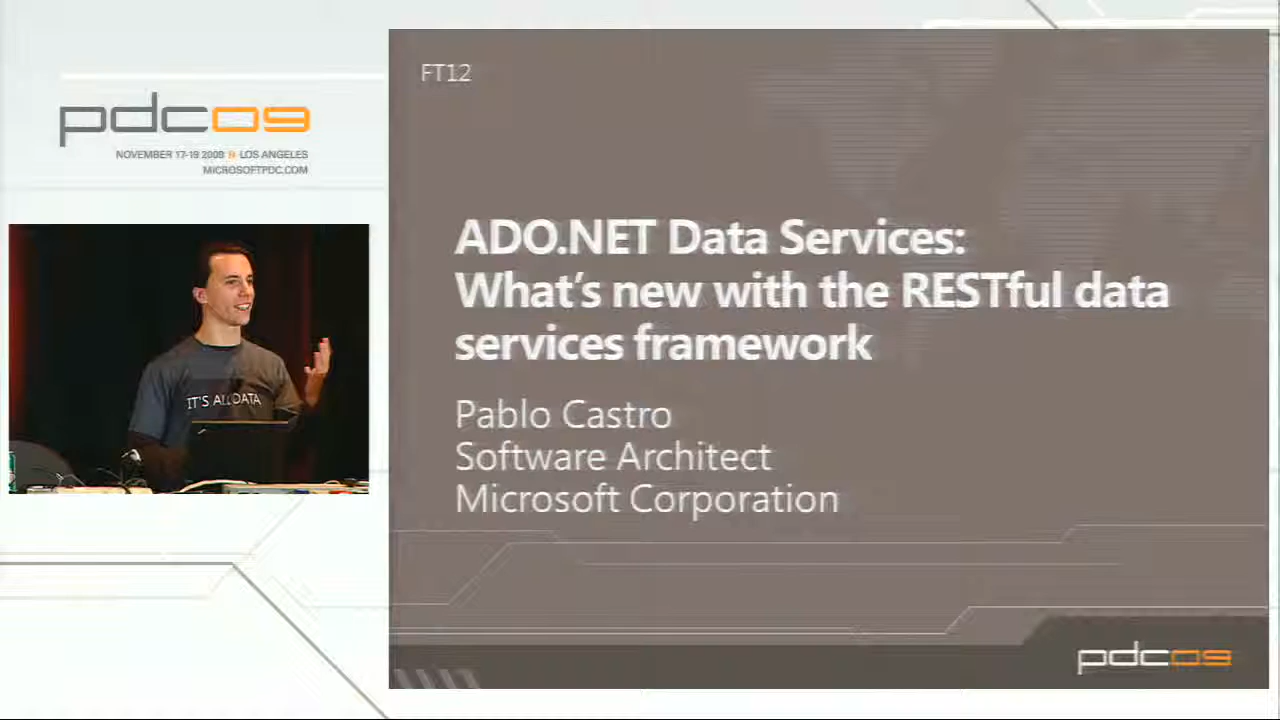 pdc09
NOVEMBER 17-19 2009 LOS ANGELES
MICROSOFTPDC.COM
IT'S ALL DATA
FT12
ADO.NET Data Services:
What's new with the RESTful data
services framework
Pablo Castro
Software Architect
Microsoft Corporation
pdc09